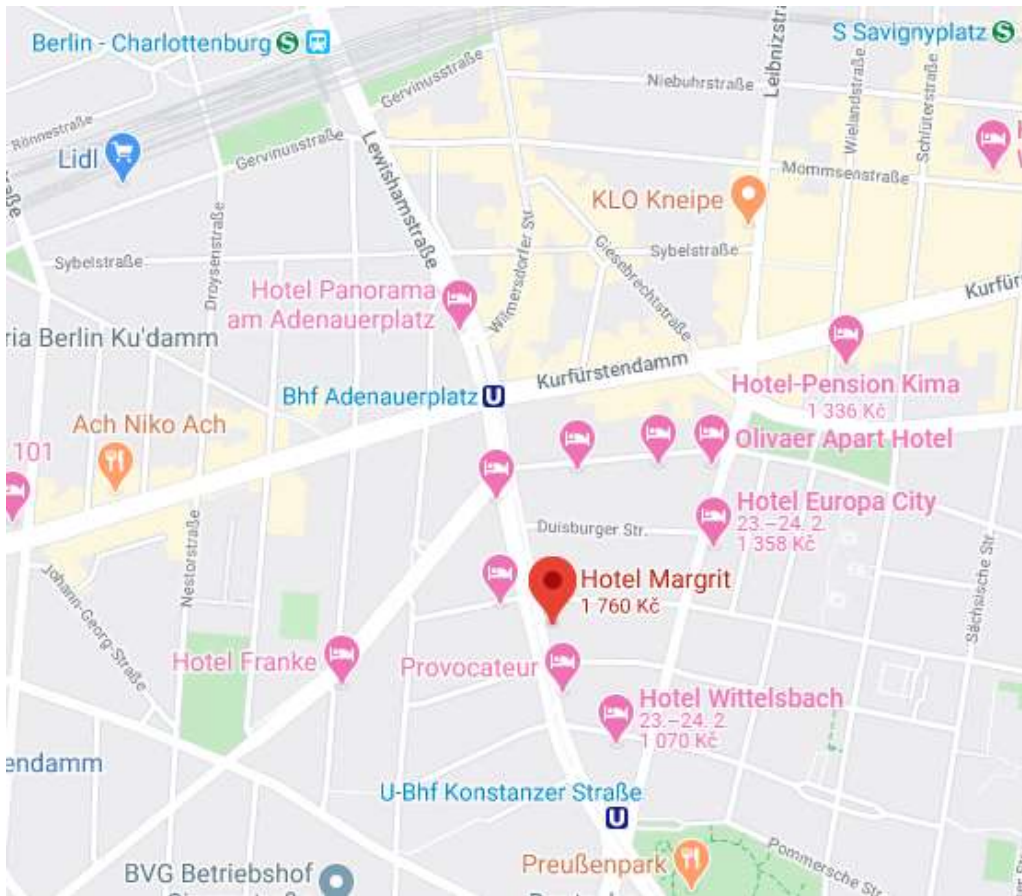 Berlin - Charlottenburg S
S Savignyplatz S
Leibnizstra
Gervinusstraße
Niebuhrstraße
Wielandstraße
Schlüterstraße
Rönnestraße
Lidl
Gervinusstraße
Lewishamstraße
Mommsenstraße
KLO Kneipe
aße
Droysenstraße
Wilmersdorfer Str.
Giesebrechtstraße
Sybelstraße
Sybelstraße
Hotel Panorama
am Adenauerplatz
Kurfürs
ria Berlin Ku'damm
Kurfürstendamm
Bhf Adenauerplatz U
Hotel-Pension Kima
1 336 Kč
Ach Niko Ach
101
Olivaer Apart Hotel
Hotel Europa City
23.–24. 2.
1 358 Kč
Duisburger Str.
Nestorstraße
Sächsische Str.
Johann-Georg-Straße
Hotel Margrit
1 760 Kč
Hotel Franke
Provocateur
Hotel Wittelsbach
23.–24. 2.
1 070 Kč
endamm
U-Bhf Konstanzer Straße
U
Preußenpark
Pommersche Str.
BVG Betriebshof